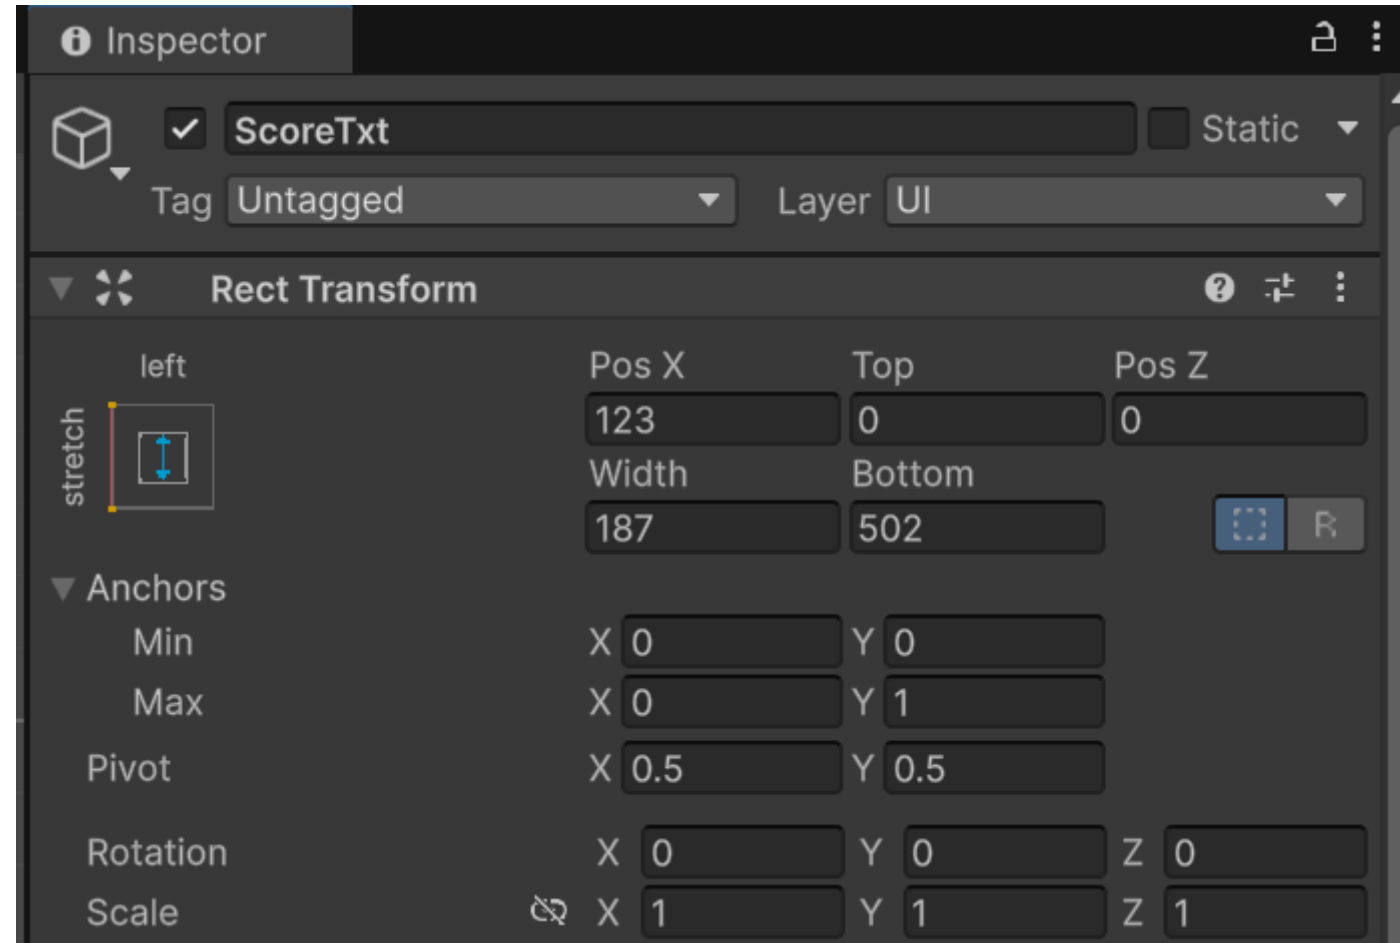 Inspector
ScoreTxt Static
Tag Untagged Layer UI
Rect Transform
left Pos X Top Pos Z
stretch
123 0 0
Width Bottom
187 502 R
Anchors
Min X 0 Y 0
Max X 0 Y 1
Pivot X 0.5 Y 0.5
Rotation X 0 Y 0 Z 0
Scale X 1 Y 1 Z 1